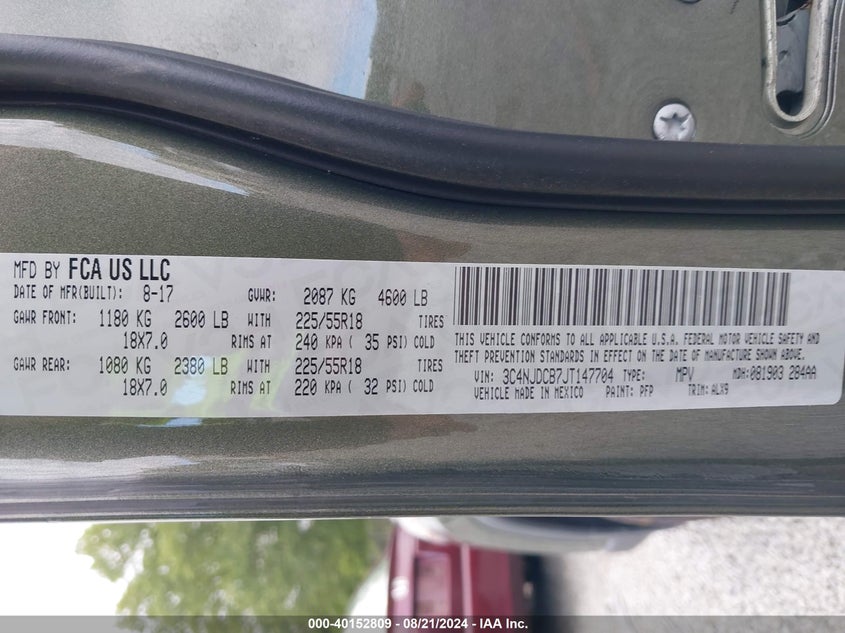 MFD BY FCA US LLC
DATE OF MFR(BUILT): 8-17 GVWR: 2087 KG 4600 LB
GAWR FRONT: 1180 KG 2600 LB WITH 225/55R18 TIRES
18X7.0 RIMS AT 240 KPA ( 35 PSI) COLD
GAWR REAR: 1080 KG 2380 LB WITH 225/55R18 TIRES
18X7.0 RIMS AT 220 KPA ( 32 PSI) COLD
THIS VEHICLE CONFORMS TO ALL APPLICABLE U.S.A. FEDERAL MOTOR VEHICLE SAFETY AND
THEFT PREVENTION STANDARDS IN EFFECT ON THE DATE OF MANUFACTURE SHOWN ABOVE.
VIN: 3C4NJDCB7JT147704 TYPE: MPV MDH: 081903 284AA
VEHICLE MADE IN MEXICO PAINT: PFP TRIM: ALX9
000-40152809 - 08/21/2024 - IAA Inc.